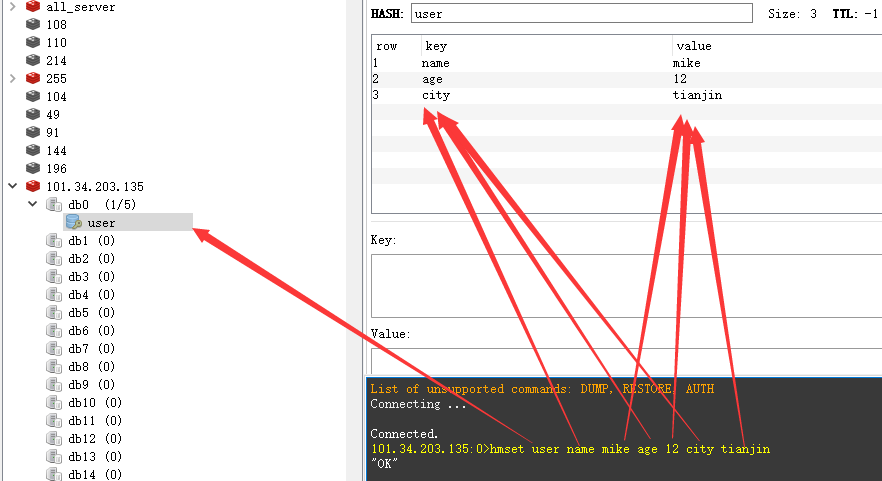 all_server
108
110
214
255
104
49
91
144
196
101.34.203.135
db0 (1/5)
user
db1 (0)
db2 (0)
db3 (0)
db4 (0)
db5 (0)
db6 (0)
db7 (0)
db8 (0)
db9 (0)
db10 (0)
db11 (0)
db12 (0)
db13 (0)
db14 (0)
HASH: user Size: 3 TTL: -1
row key value
1 name mike
2 age 12
3 city tianjin
Key:
Value:
List of unsupported commands: DUMP, RESTORE, AUTH
Connecting ...
Connected.
101.34.203.135:0>hmset user name mike age 12 city tianjin
"OK"